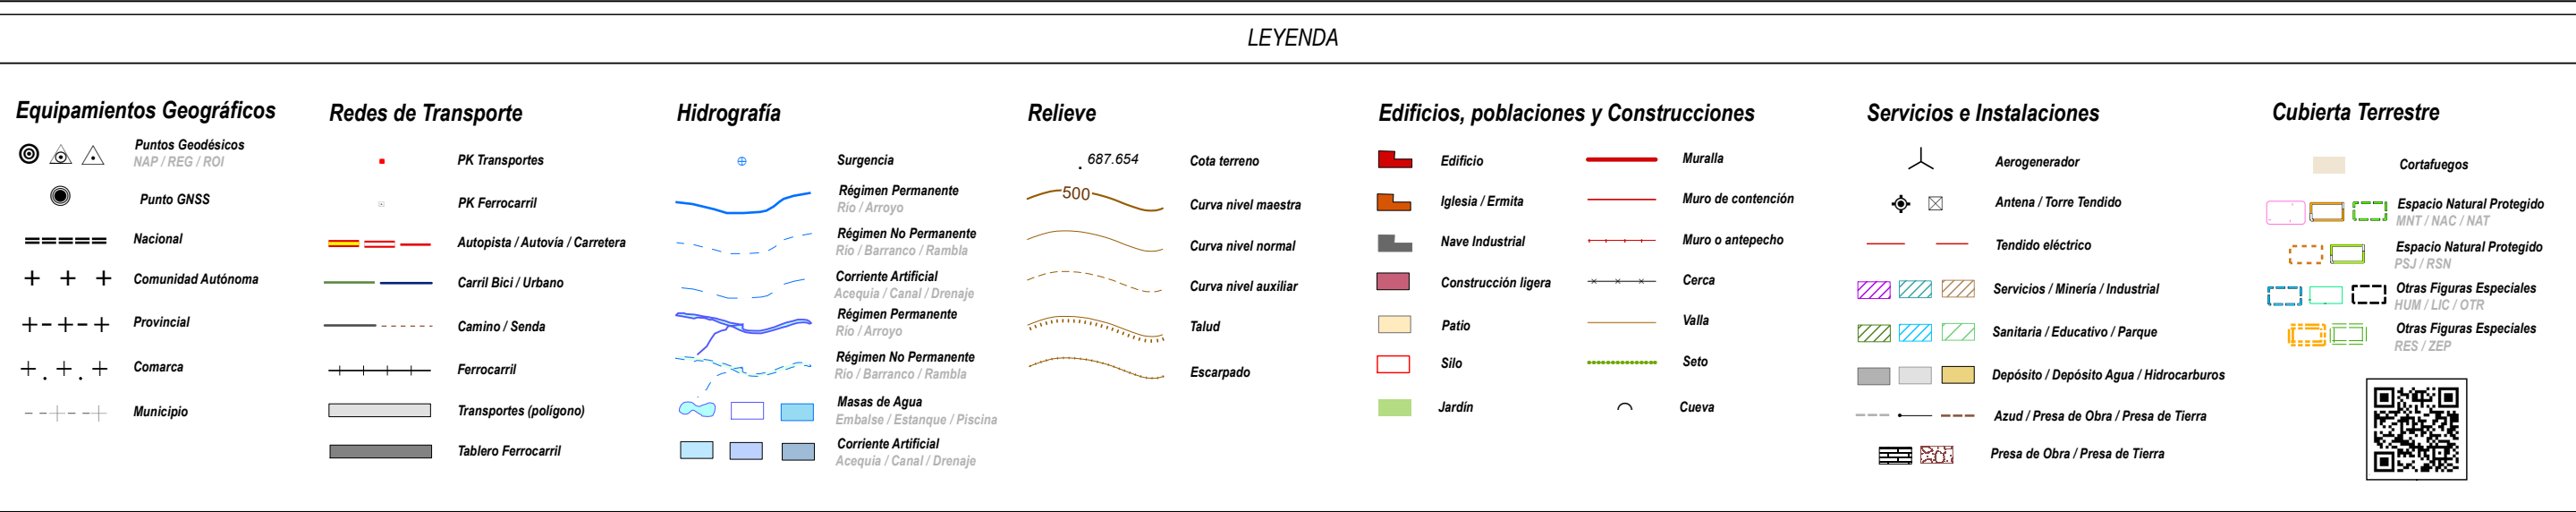 LEYENDA
Equipamientos Geográficos
Puntos Geodésicos
NAP / REG / ROI
Punto GNSS
Nacional
Comunidad Autónoma
Provincial
Comarca
Municipio
Redes de Transporte
PK Transportes
PK Ferrocarril
Autopista / Autovía / Carretera
Carril Bici / Urbano
Camino / Senda
Ferrocarril
Transportes (polígono)
Tablero Ferrocarril
Hidrografía
Surgencia
Régimen Permanente
Río / Arroyo
Régimen No Permanente
Río / Barranco / Rambla
Corriente Artificial
Acequia / Canal / Drenaje
Régimen Permanente
Río / Arroyo
Régimen No Permanente
Río / Barranco / Rambla
Masas de Agua
Embalse / Estanque / Piscina
Corriente Artificial
Acequía / Canal / Drenaje
Relieve
687.654
Cota terreno
500
Curva nivel maestra
Curva nivel normal
Curva nivel auxiliar
Talud
Escarpado
Edificios, poblaciones y Construcciones
Edificio
Iglesia / Ermita
Nave Industrial
Construcción ligera
Patio
Silo
Jardín
Muralla
Muro de contención
Muro o antepecho
Cerca
Valla
Seto
Cueva
Servicios e Instalaciones
Aerogenerador
Antena / Torre Tendido
Tendido eléctrico
Servicios / Minería / Industrial
Sanitaria / Educativo / Parque
Depósito / Depósito Agua / Hidrocarburos
Azud / Presa de Obra / Presa de Tierra
Presa de Obra / Presa de Tierra
Cubierta Terrestre
Cortafuegos
Espacio Natural Protegido
MNT / NAC / NAT
Espacio Natural Protegido
PSJ / RSN
Otras Figuras Especiales
HUM / LIC / OTR
Otras Figuras Especiales
RES / ZEP